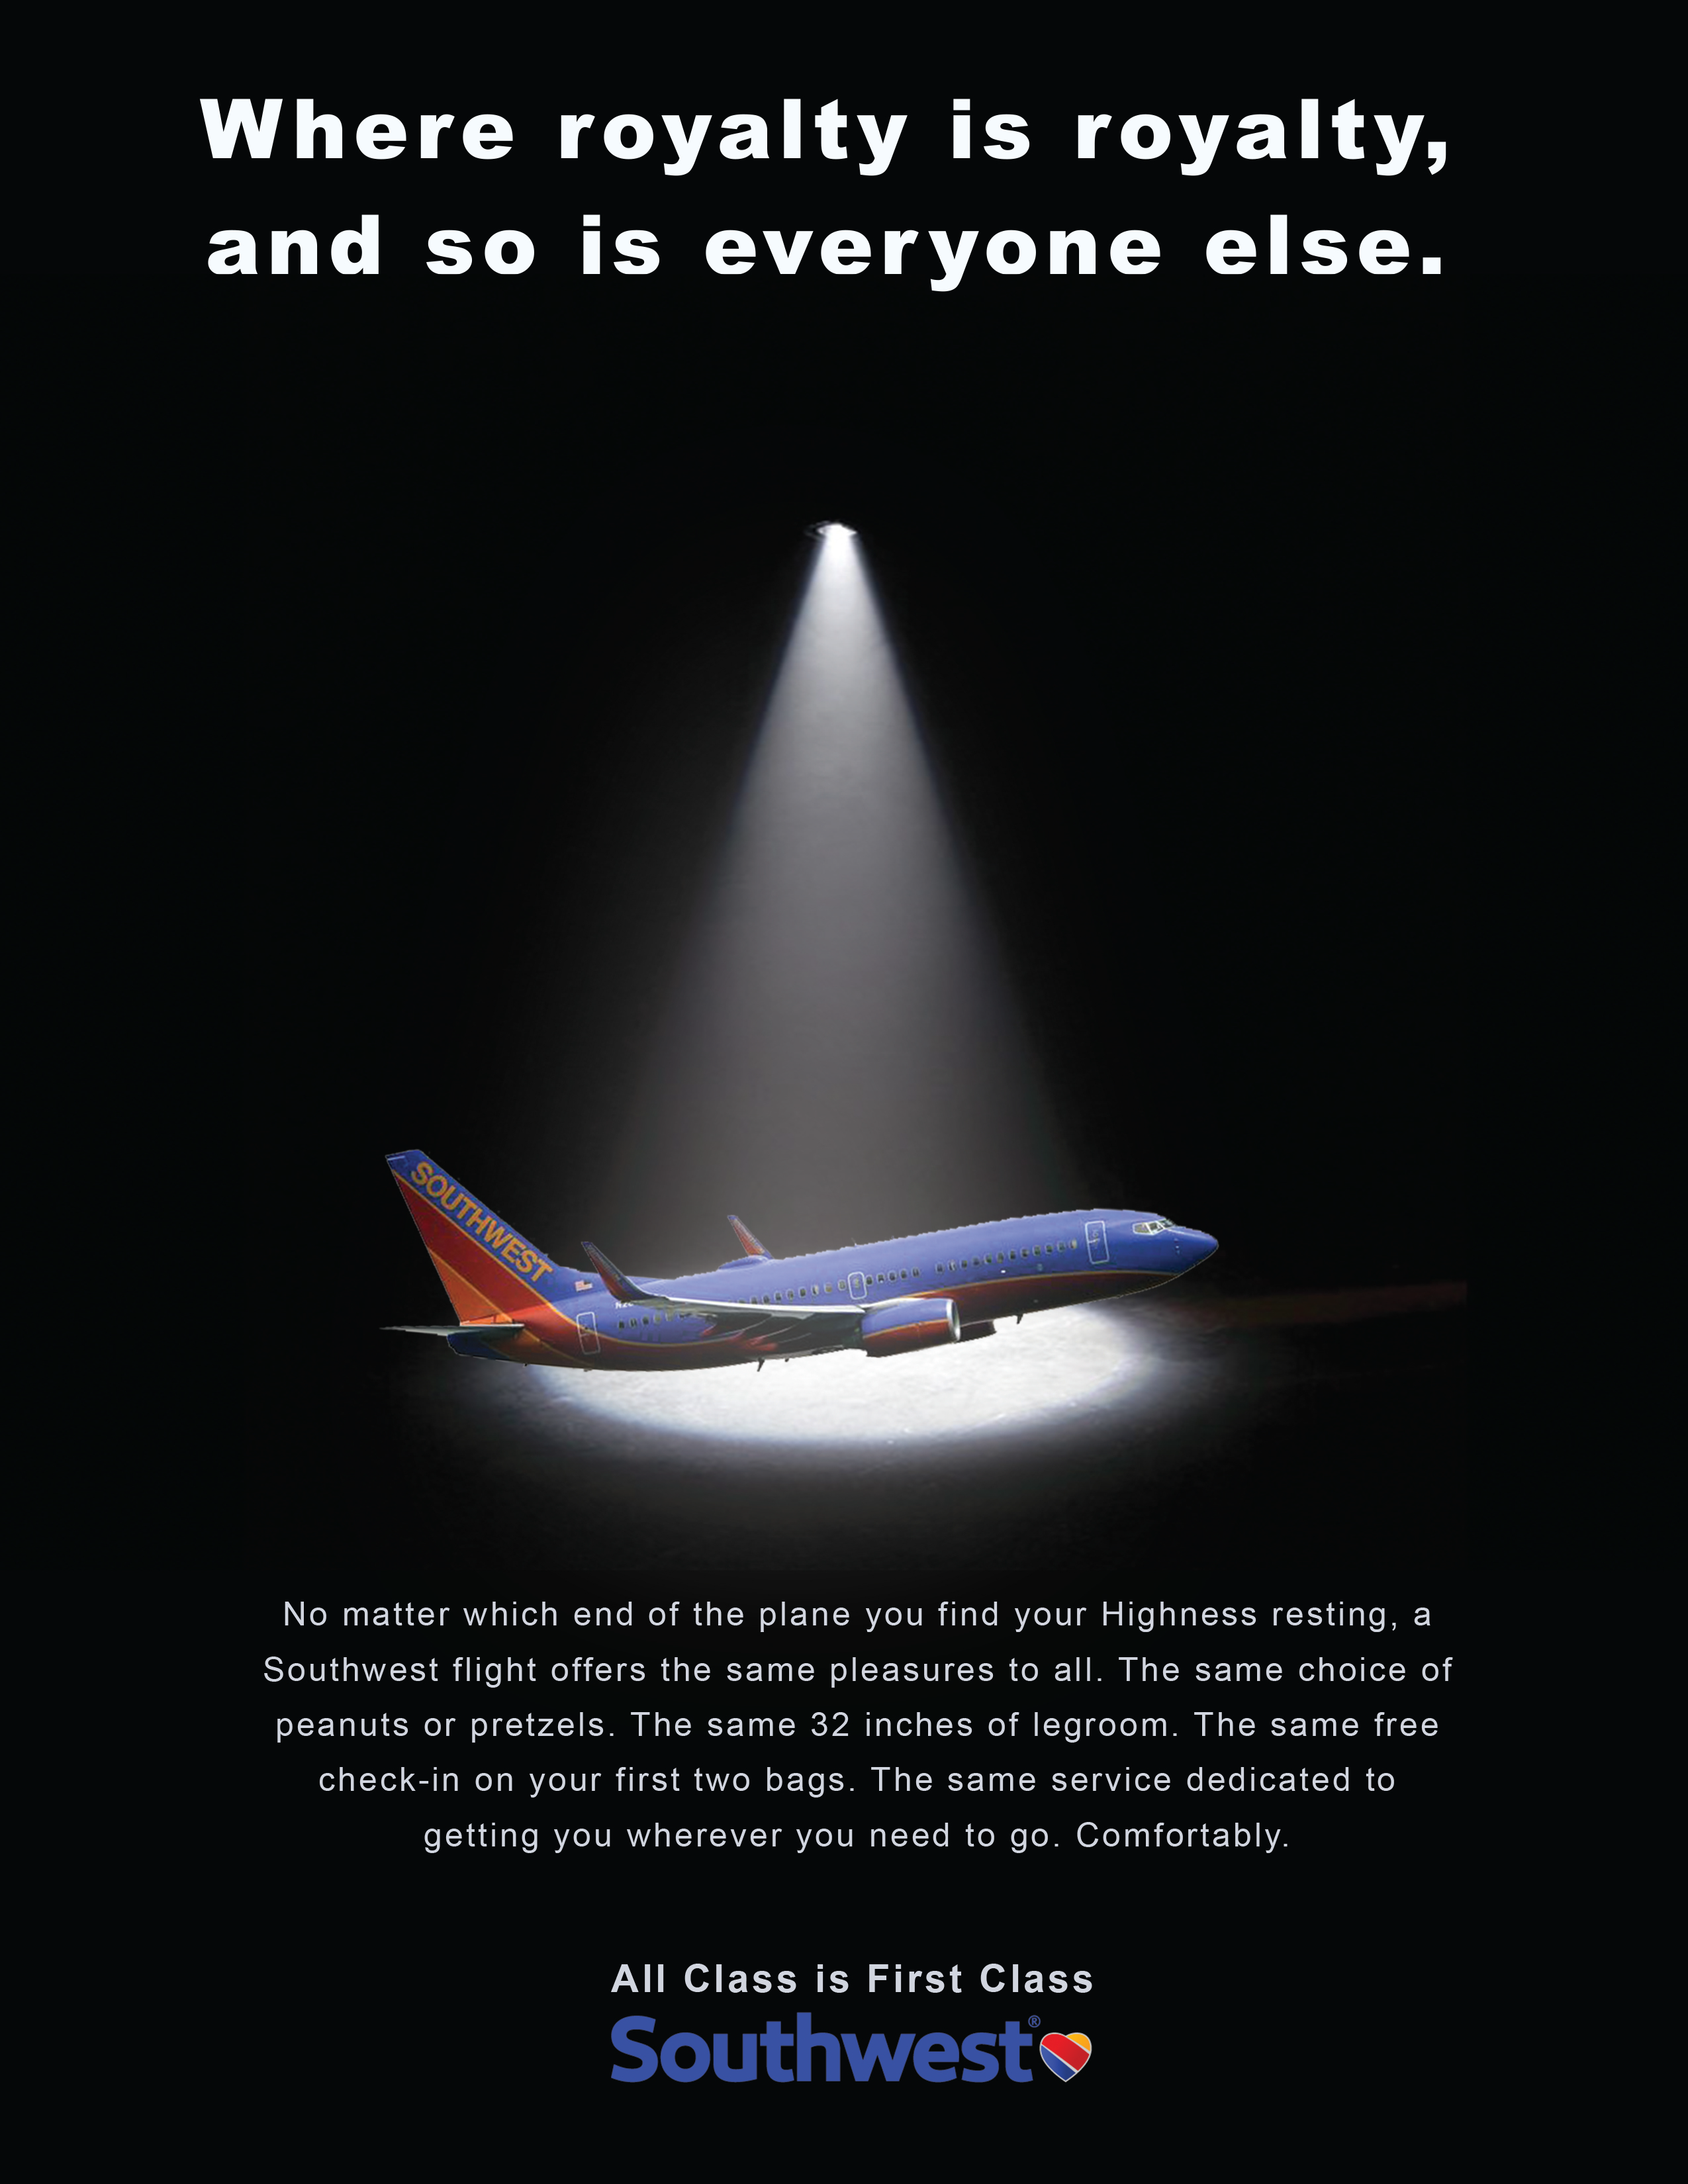 Where royalty is royalty,
and so is everyone else.
SOUTHWEST
No matter which end of the plane you find your Highness resting, a
Southwest flight offers the same pleasures to all. The same choice of
peanuts or pretzels. The same 32 inches of legroom. The same free
check-in on your first two bags. The same service dedicated to
getting you wherever you need to go. Comfortably.
All Class is First Class
Southwest®